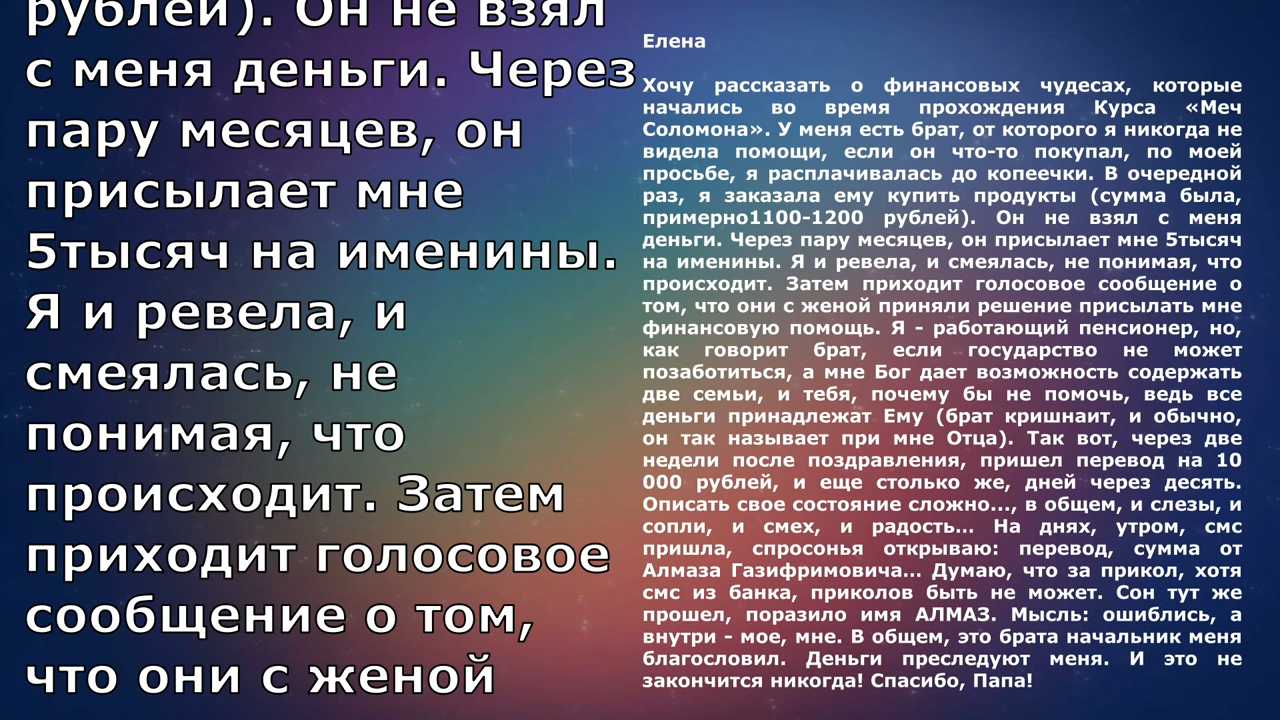 рублей). Он не взял
с меня деньги. Через
пару месяцев, он
присылает мне
5тысяч на именины.
Я и ревела, и
смеялась, не
понимая, что
происходит. Затем
приходит голосовое
сообщение о том,
что они с женой
Елена
Хочу рассказать о финансовых чудесах, которые
начались во время прохождения Курса «Меч
Соломона». У меня есть брат, от которого я никогда не
видела помощи, если он что-то покупал, по моей
просьбе, я расплачивалась до копеечки. В очередной
раз, я заказала ему купить продукты (сумма была,
примерно1100-1200 рублей). Он не взял с меня
деньги. Через пару месяцев, он присылает мне 5тысяч
на именины. Я и ревела, и смеялась, не понимая, что
происходит. Затем приходит голосовое сообщение о
том, что они с женой приняли решение присылать мне
финансовую помощь. Я - работающий пенсионер, но,
как говорит брат, если государство не может
позаботиться, а мне Бог дает возможность содержать
две семьи, и тебя, почему бы не помочь, ведь все
деньги принадлежат Ему (брат кришнаит, и обычно,
он так называет при мне Отца). Так вот, через две
недели после поздравления, пришел перевод на 10
000 рублей, и еще столько же, дней через десять.
Описать свое состояние сложно..., в общем, и слезы, и
сопли, и смех, и радость... На днях, утром, смс
пришла, спросонья открываю: перевод, сумма от
Алмаза Газифримовича... Думаю, что за прикол, хотя
смс из банка, приколов быть не может. Сон тут же
прошел, поразило имя АЛМАЗ. Мысль: ошиблись, а
внутри - мое, мне. В общем, это брата начальник меня
благословил. Деньги преследуют меня. И это не
закончится никогда! Спасибо, Папа!